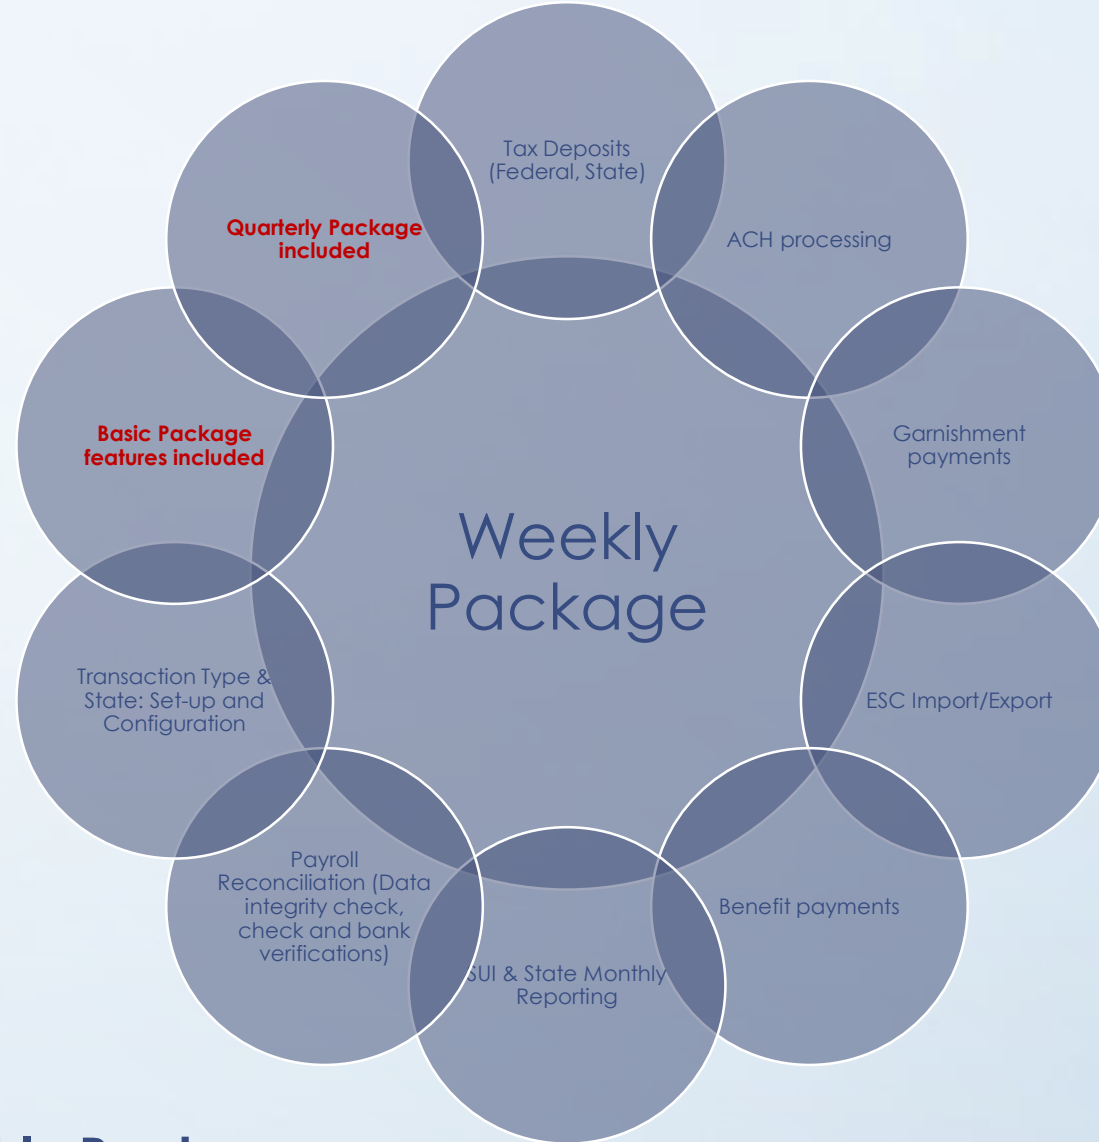 Tax Deposits
(Federal, State)
ACH processing
Garnishment
payments
ESC Import/Export
Benefit payments
SUI & State Monthly
Reporting
Payroll
Reconciliation (Data
integrity check,
check and bank
verifications)
Transaction Type &
State: Set-up and
Configuration
Basic Package
features included
Quarterly Package
included
Weekly
Package